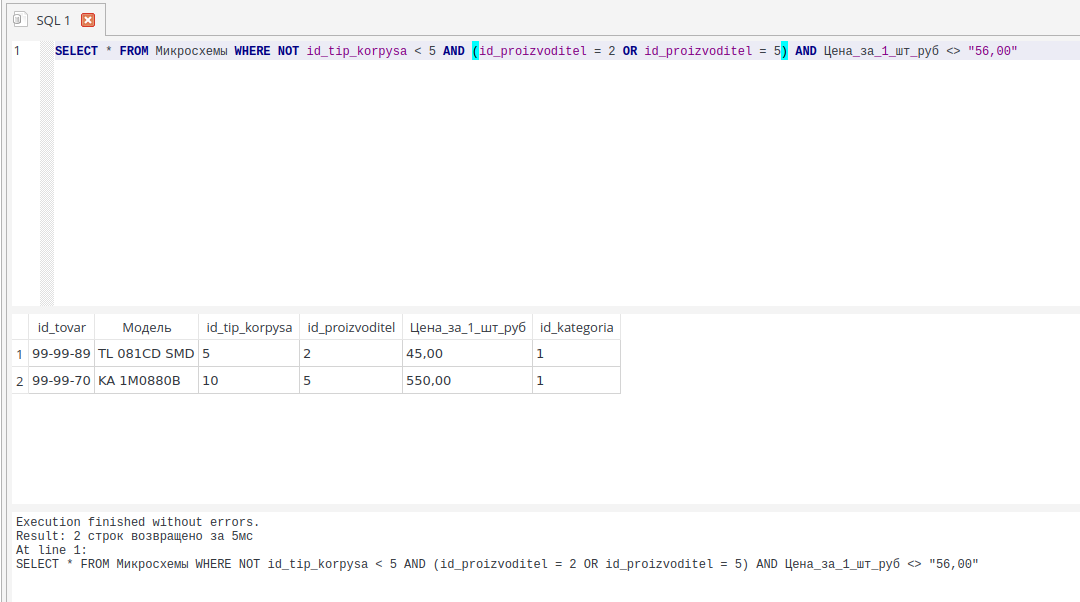 SQL 1
1 SELECT * FROM Микросхемы WHERE NOT id_tip_korpysa < 5 AND (id_proizvoditel = 2 OR id_proizvoditel = 5) AND Цена_за_1_шт_руб <> "56,00"
id_tovar Модель id_tip_korpysa id_proizvoditel Цена_за_1_шт_руб id_kategoria
1 99-99-89 TL 081CD SMD 5 2 45,00 1
2 99-99-70 KA 1M0880B 10 5 550,00 1
Execution finished without errors.
Result: 2 строк возвращено за 5мс
At line 1:
SELECT * FROM Микросхемы WHERE NOT id_tip_korpysa < 5 AND (id_proizvoditel = 2 OR id_proizvoditel = 5) AND Цена_за_1_шт_руб <> "56,00"